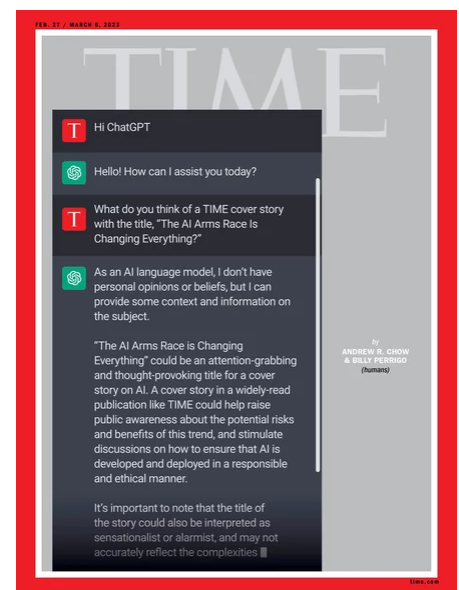 FEB. 27 / MARCH 6, 2023
TIME
T
Hi ChatGPT
Hello! How can I assist you today?
T
What do you think of a TIME cover story
with the title, “The AI Arms Race Is
Changing Everything?”
As an AI language model, I don’t have
personal opinions or beliefs, but I can
provide some context and information on
the subject.
“The AI Arms Race is Changing
Everything” could be an attention-grabbing
and thought-provoking title for a cover
story on AI. A cover story in a widely-read
publication like TIME could help raise
public awareness about the potential risks
and benefits of this trend, and stimulate
discussions on how to ensure that AI is
developed and deployed in a responsible
and ethical manner.
It’s important to note that the title of
the story could also be interpreted as
sensationalist or alarmist, and may not
accurately reflect the complexities
by
ANDREW R. CHOW
& BILLY PERRIGO
(humans)
time.com